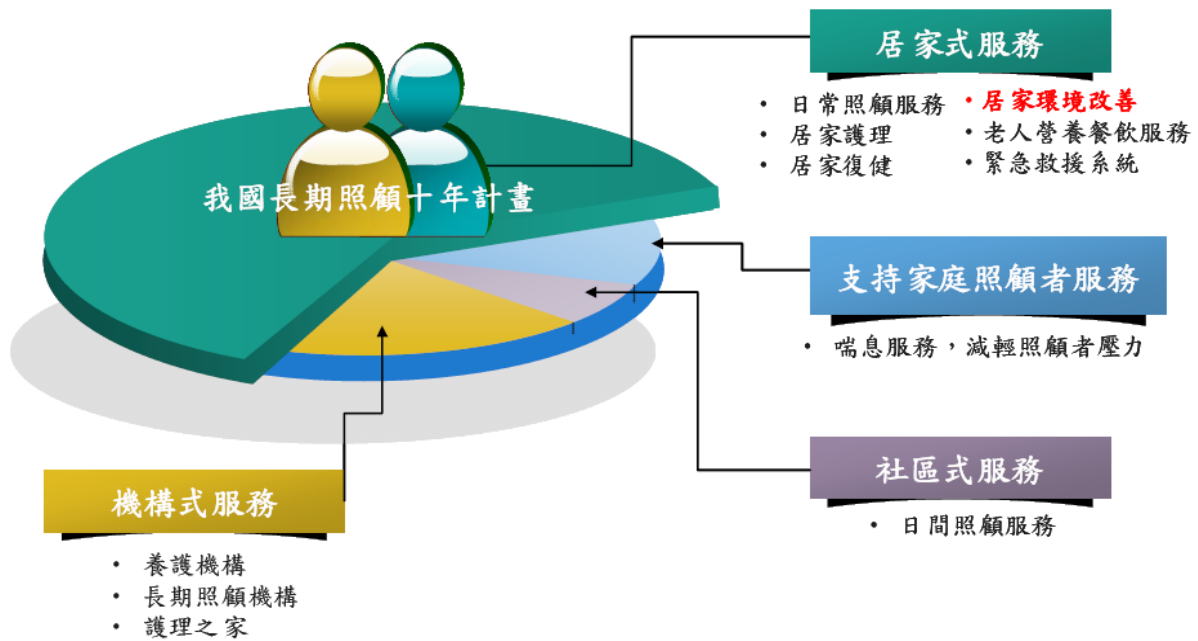 我國長期照顧十年計畫
居家式服務
• 日常照顧服務
• 居家護理
• 居家復健
• 居家環境改善
• 老人營養餐飲服務
• 緊急救援系統
支持家庭照顧者服務
• 喘息服務，減輕照顧者壓力
社區式服務
• 日間照顧服務
機構式服務
• 養護機構
• 長期照顧機構
• 護理之家